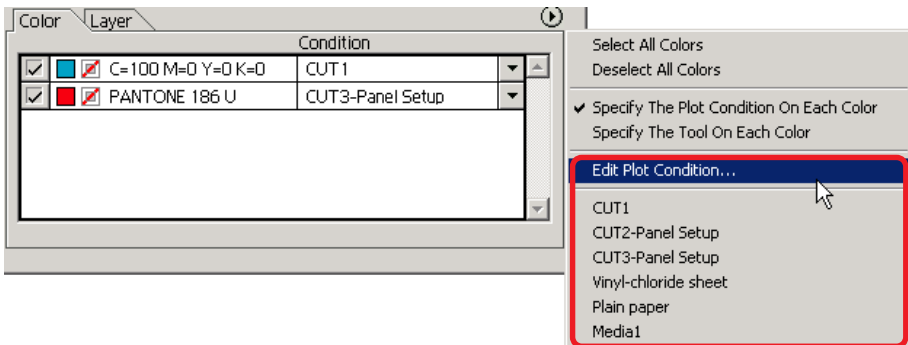 Color
Layer
Condition
C=100 M=0 Y=0 K=0
CUT1
PANTONE 186 U
CUT3-Panel Setup
Select All Colors
Deselect All Colors
Specify The Plot Condition On Each Color
Specify The Tool On Each Color
Edit Plot Condition...
CUT1
CUT2-Panel Setup
CUT3-Panel Setup
Vinyl-chloride sheet
Plain paper
Media1